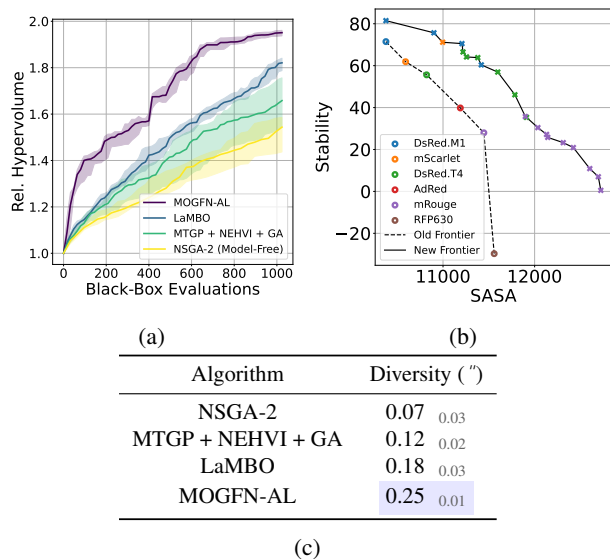 2.0
1.8
1.6
1.4
1.2
1.0
Rel. Hypervolume
MOGFN-AL
LaMBO
MTGP + NEHVI + GA
NSGA-2 (Model-Free)
0 200 400 600 800 1000
Black-Box Evaluations
(a)
80
60
40
20
0
−20
Stability
DsRed.M1
mScarlet
DsRed.T4
AdRed
mRouge
RFP630
Old Frontier
New Frontier
11000 12000
SASA
(b)
Algorithm Diversity (″)
NSGA-2 0.07 0.03
MTGP + NEHVI + GA 0.12 0.02
LaMBO 0.18 0.03
MOGFN-AL 0.25 0.01
(c)